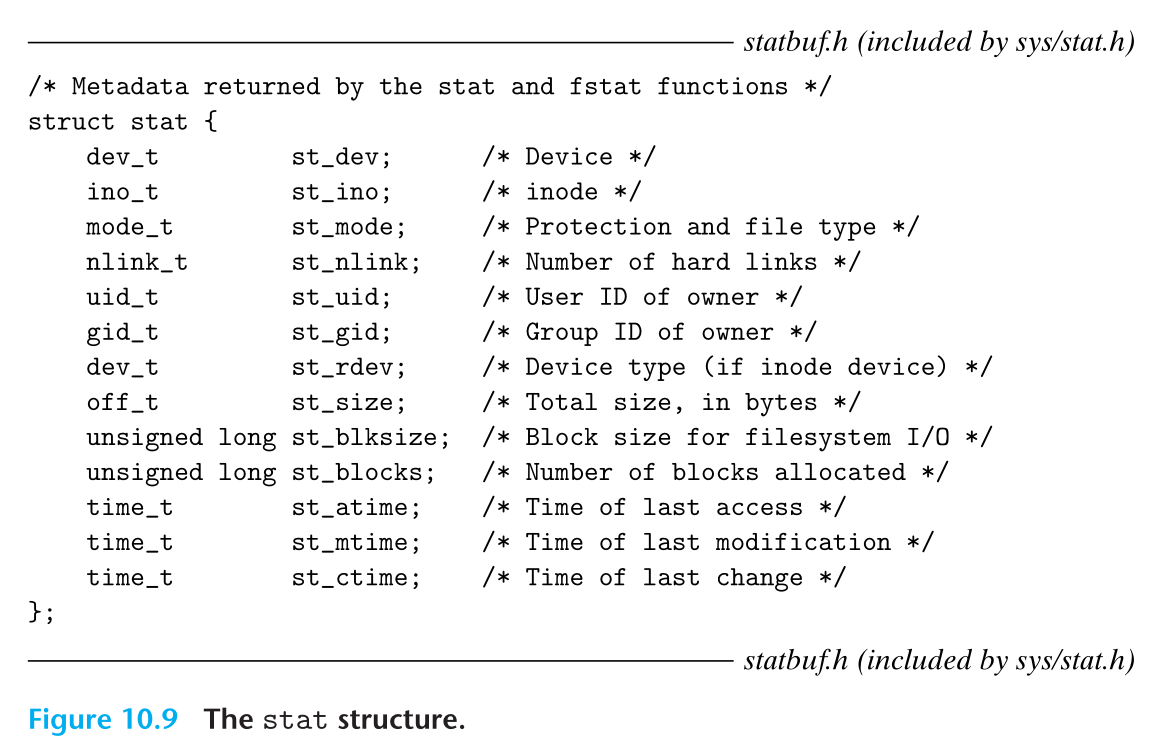 statbuf.h (included by sys/stat.h)
/* Metadata returned by the stat and fstat functions */
struct stat {
    dev_t         st_dev;      /* Device */
    ino_t         st_ino;      /* inode */
    mode_t        st_mode;     /* Protection and file type */
    nlink_t       st_nlink;    /* Number of hard links */
    uid_t         st_uid;      /* User ID of owner */
    gid_t         st_gid;      /* Group ID of owner */
    dev_t         st_rdev;     /* Device type (if inode device) */
    off_t         st_size;     /* Total size, in bytes */
    unsigned long st_blksize;  /* Block size for filesystem I/O */
    unsigned long st_blocks;   /* Number of blocks allocated */
    time_t        st_atime;    /* Time of last access */
    time_t        st_mtime;    /* Time of last modification */
    time_t        st_ctime;    /* Time of last change */
};
statbuf.h (included by sys/stat.h)
Figure 10.9 The stat structure.